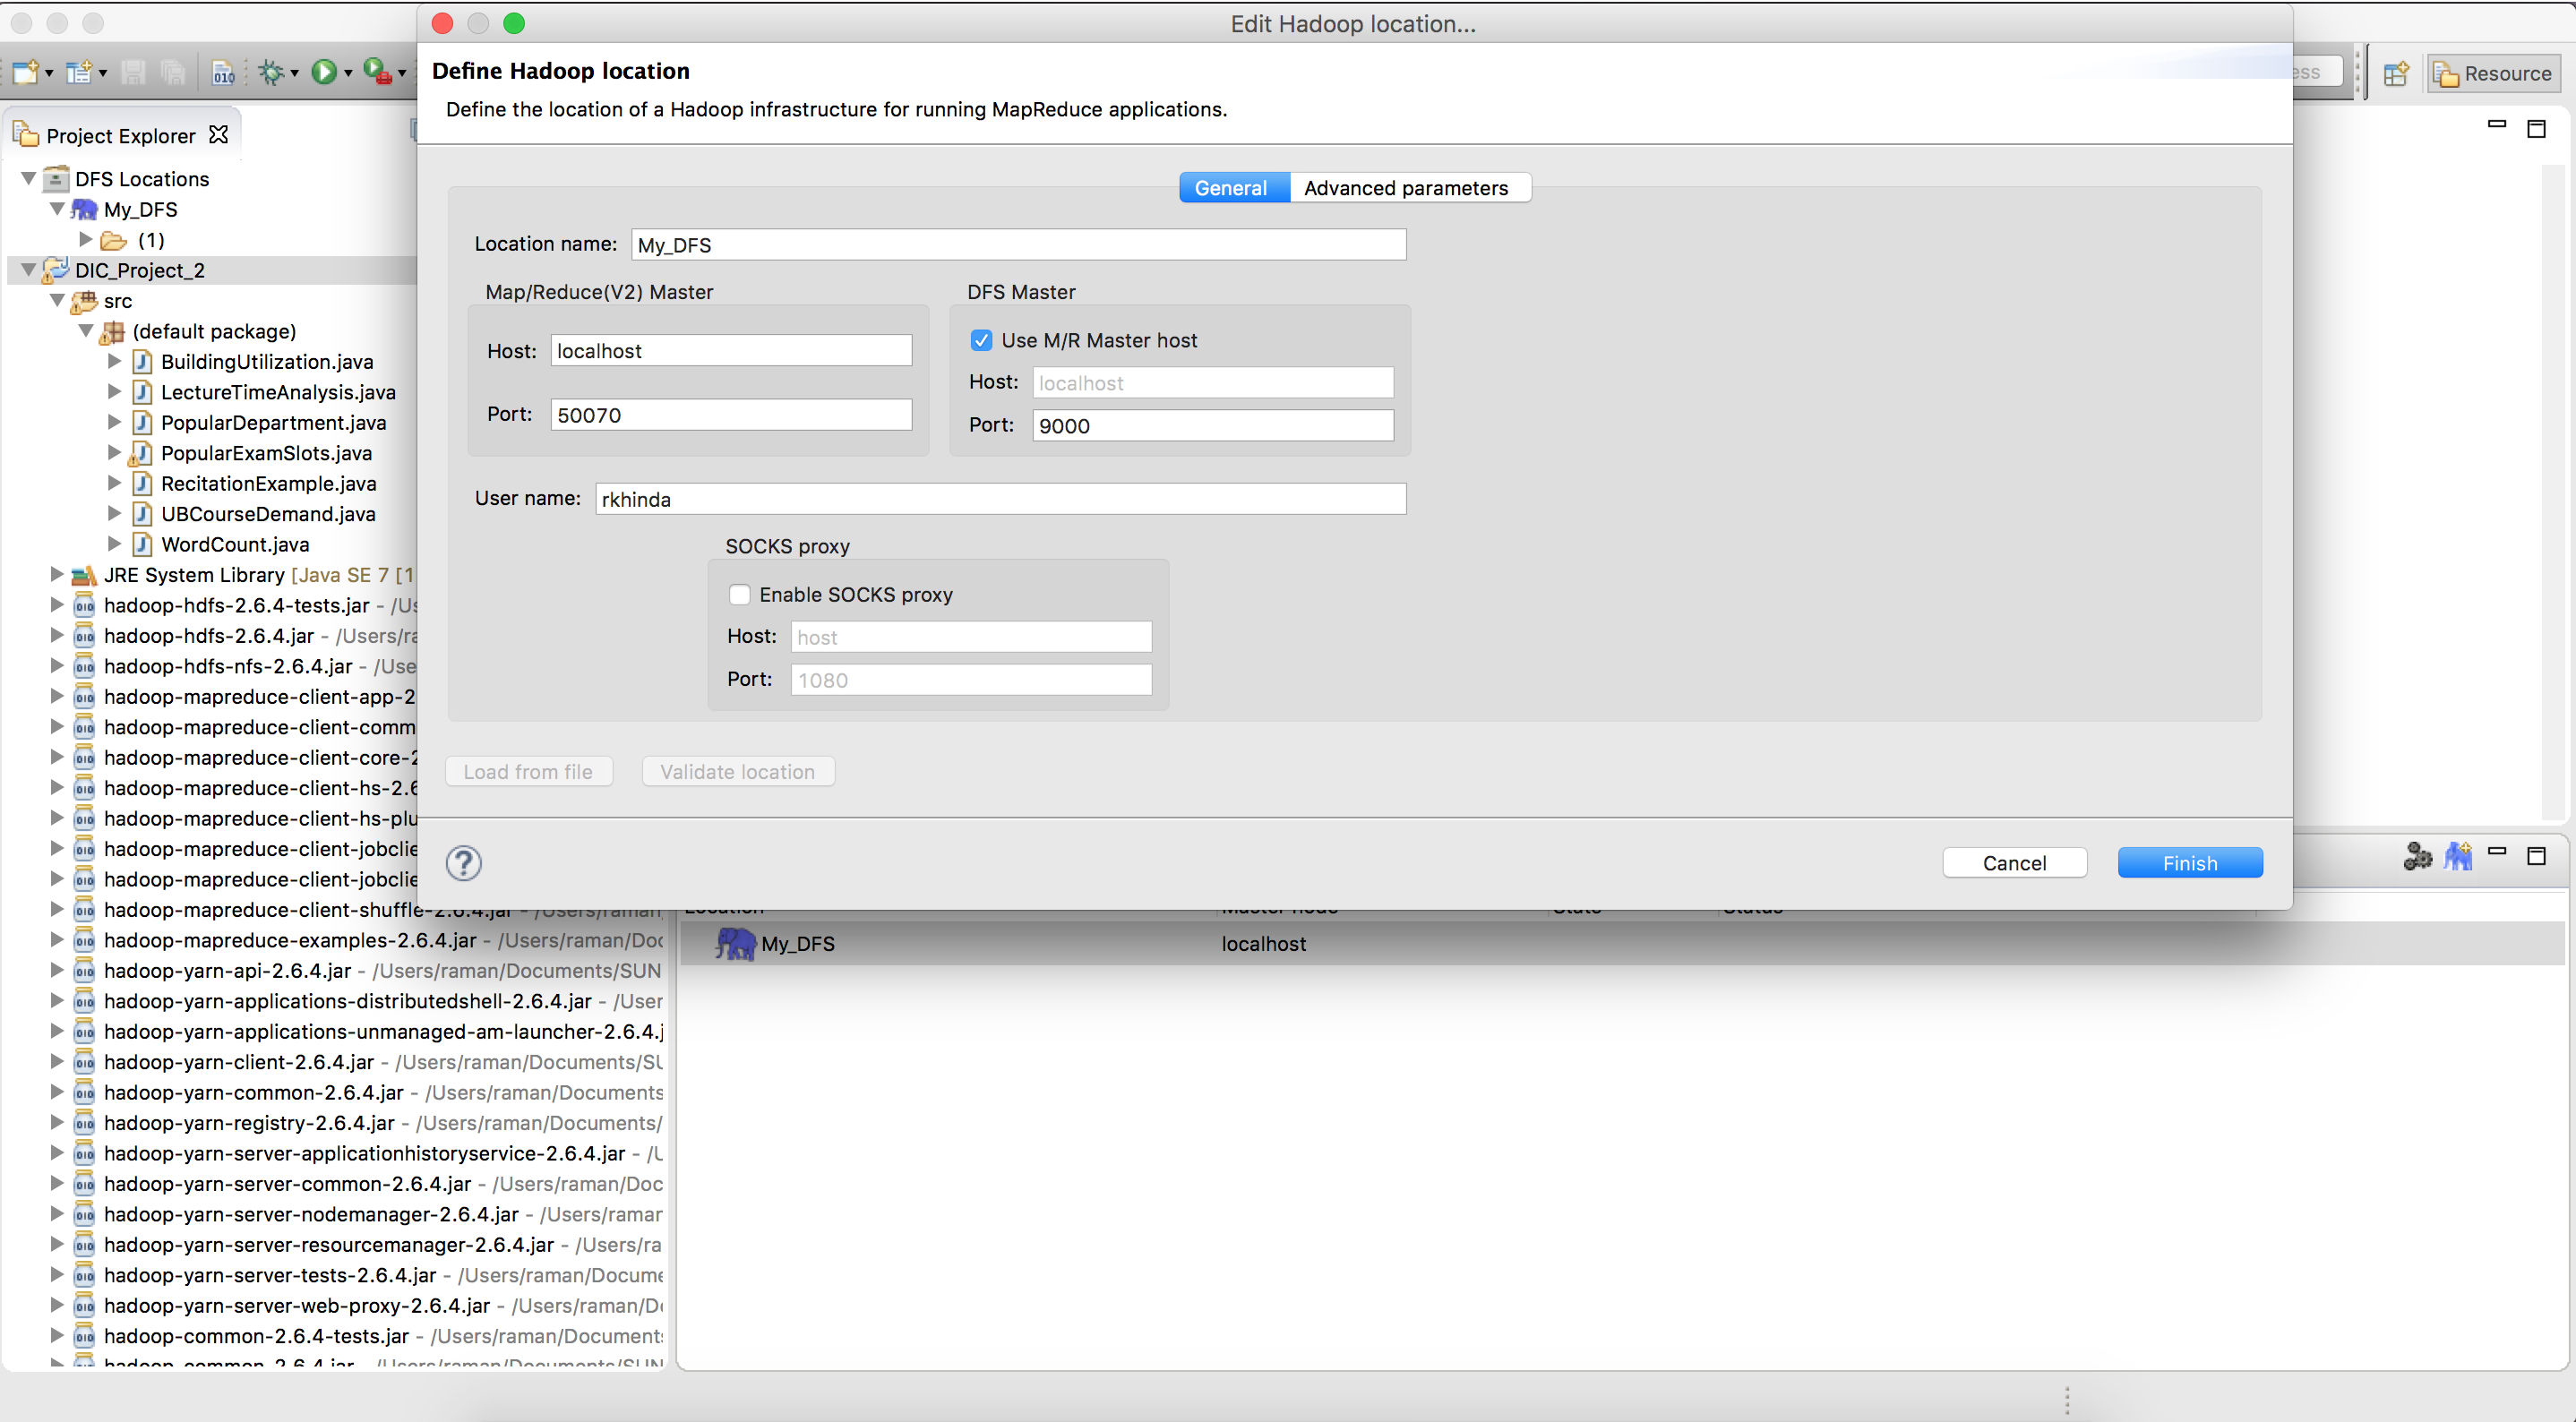 Edit Hadoop location...
Define Hadoop location
Define the location of a Hadoop infrastructure for running MapReduce applications.
Resource
Project Explorer
DFS Locations
My_DFS
(1)
DIC_Project_2
src
(default package)
BuildingUtilization.java
LectureTimeAnalysis.java
PopularDepartment.java
PopularExamSlots.java
RecitationExample.java
UBCourseDemand.java
WordCount.java
JRE System Library [Java SE 7 [1
hadoop-hdfs-2.6.4-tests.jar - /Us
hadoop-hdfs-2.6.4.jar - /Users/ra
hadoop-hdfs-nfs-2.6.4.jar - /Use
hadoop-mapreduce-client-app-2
hadoop-mapreduce-client-comm
hadoop-mapreduce-client-core-2
hadoop-mapreduce-client-hs-2.6
hadoop-mapreduce-client-hs-plu
hadoop-mapreduce-client-jobclie
hadoop-mapreduce-client-jobclie
hadoop-mapreduce-client-shuffle-2.6.4.jar - /Users/raman/
hadoop-mapreduce-examples-2.6.4.jar - /Users/raman/Doc
hadoop-yarn-api-2.6.4.jar - /Users/raman/Documents/SUN
hadoop-yarn-applications-distributedshell-2.6.4.jar - /User
hadoop-yarn-applications-unmanaged-am-launcher-2.6.4.j
hadoop-yarn-client-2.6.4.jar - /Users/raman/Documents/SU
hadoop-yarn-common-2.6.4.jar - /Users/raman/Documents
hadoop-yarn-registry-2.6.4.jar - /Users/raman/Documents/
hadoop-yarn-server-applicationhistoryservice-2.6.4.jar - /U
hadoop-yarn-server-common-2.6.4.jar - /Users/raman/Doc
hadoop-yarn-server-nodemanager-2.6.4.jar - /Users/raman
hadoop-yarn-server-resourcemanager-2.6.4.jar - /Users/ra
hadoop-yarn-server-tests-2.6.4.jar - /Users/raman/Docume
hadoop-yarn-server-web-proxy-2.6.4.jar - /Users/raman/Do
hadoop-common-2.6.4-tests.jar - /Users/raman/Documents
hadoop-common-2.6.4.jar - /Users/raman/Documents/SUN
General
Advanced parameters
Location name: My_DFS
Map/Reduce(V2) Master
Host: localhost
Port: 50070
DFS Master
Use M/R Master host
Host: localhost
Port: 9000
User name: rkhinda
SOCKS proxy
Enable SOCKS proxy
Host: host
Port: 1080
Load from file
Validate location
?
Cancel
Finish
Location Master node State Status
My_DFS localhost